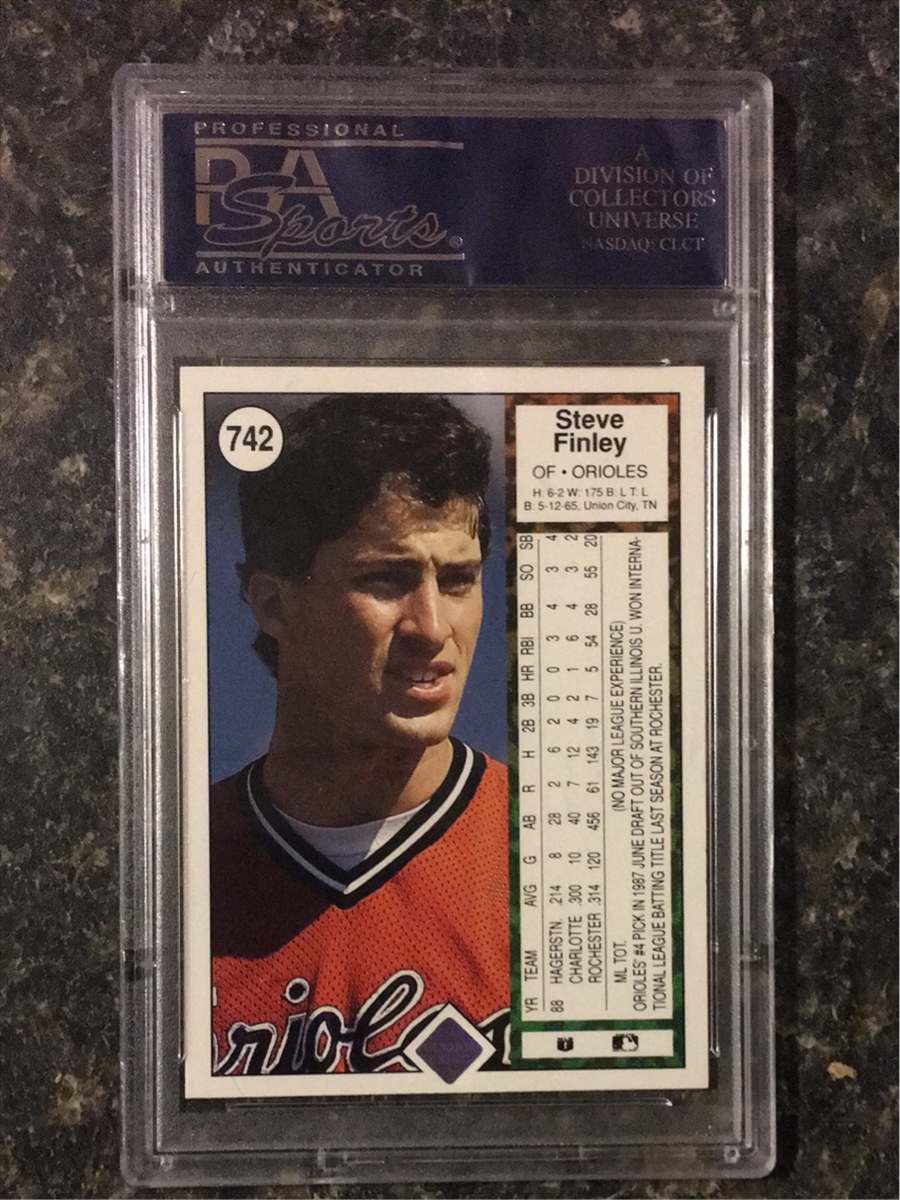 PROFESSIONAL
PSA
Sports®
AUTHENTICATOR
A
DIVISION OF
COLLECTORS
UNIVERSE
NASDAQ: CLCT
742
Steve
Finley
OF • ORIOLES
H: 6-2 W: 175 B: L T: L
B: 5-12-65, Union City, TN
YR TEAM AVG G AB R H 2B 3B HR RBI BB SO SB
88 HAGERSTN. .214 8 28 2 6 2 0 0 3 4 3 4
CHARLOTTE .300 10 40 7 12 4 2 1 6 4 3 2
ROCHESTER .314 120 456 61 143 19 7 5 54 28 55 20
ML TOT. (NO MAJOR LEAGUE EXPERIENCE)
ORIOLES' #4 PICK IN 1987 JUNE DRAFT OUT OF SOUTHERN ILLINOIS U. WON INTERNA-
TIONAL LEAGUE BATTING TITLE LAST SEASON AT ROCHESTER.
riole